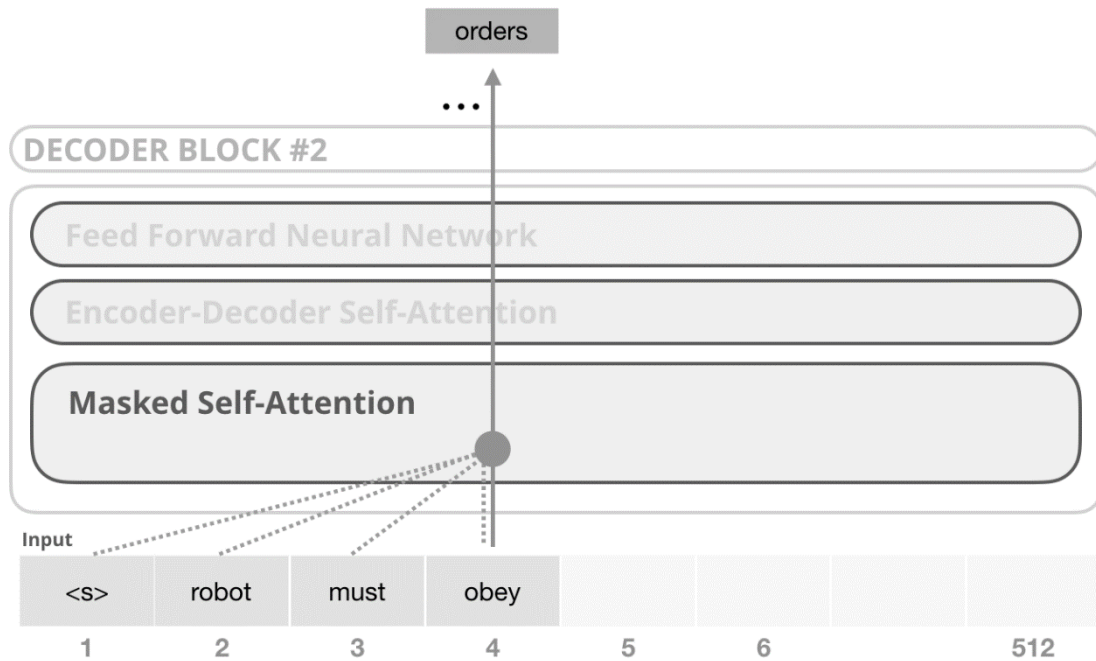 orders
...
DECODER BLOCK #2
Feed Forward Neural Network
Encoder-Decoder Self-Attention
Masked Self-Attention
Input
<s> robot must obey
1 2 3 4 5 6 512